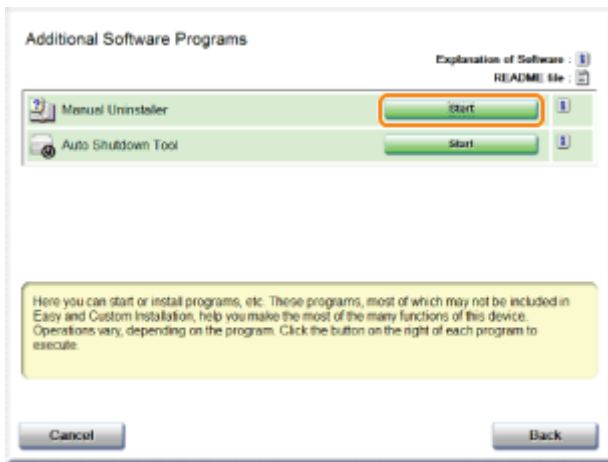 Additional Software Programs
Explanation of Software :
README file :
Manual Uninstaller
Start
Auto Shutdown Tool
Start
Here you can start or install programs, etc. These programs, most of which may not be included in
Easy and Custom Installation, help you make the most of the many functions of this device.
Operations vary, depending on the program. Click the button on the right of each program to
execute.
Cancel
Back